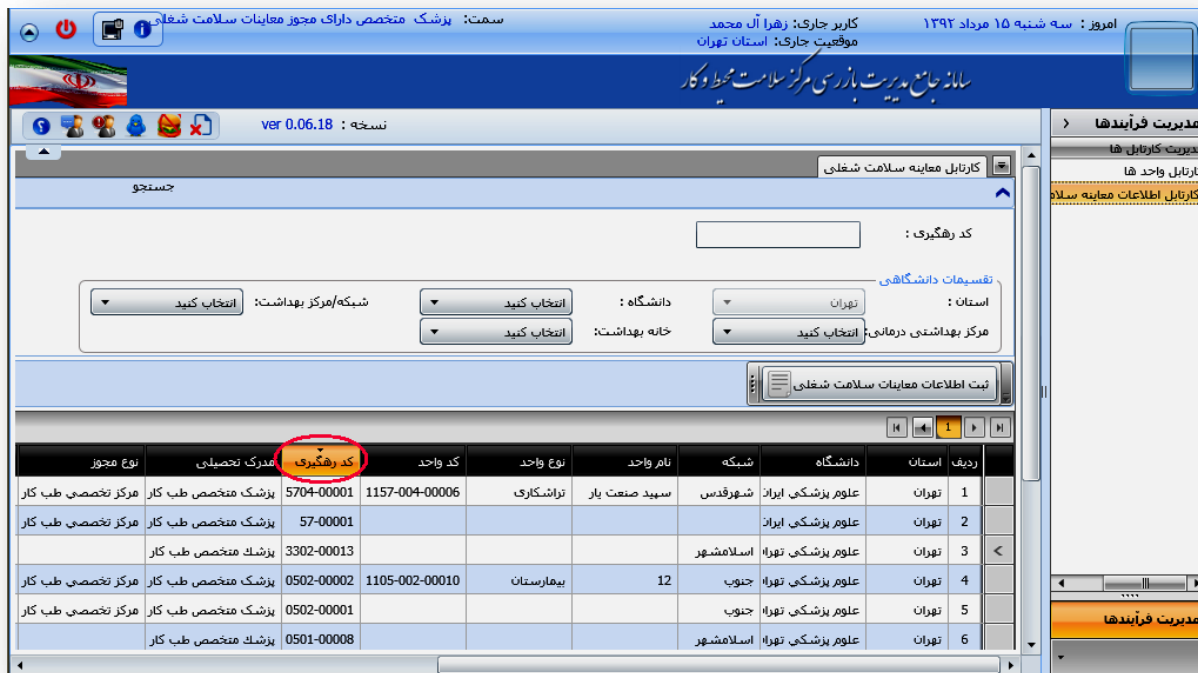 امروز : سه شنبه ۱۵ مرداد ۱۳۹۲
کاربر جاری: زهرا آل محمد
موقعیت جاری: استان تهران
سمت: پزشک متخصص دارای مجوز معاینات سلامت شغلی
سامانه جامع مدیریت بازرسی مرکز سلامت محیط و کار
نسخه : ver 0.06.18
مدیریت فرآیندها
مدیریت کارتابل ها
کارتابل واحد ها
کارتابل اطلاعات معاینه سلام
کارتابل معاینه سلامت شغلی
جستجو
کد رهگیری :
تقسیمات دانشگاهی
استان : تهران دانشگاه : انتخاب کنید شبکه/مرکز بهداشت: انتخاب کنید
مرکز بهداشتی درمانی: انتخاب کنید خانه بهداشت: انتخاب کنید
ثبت اطلاعات معاینات سلامت شغلی
1
ردیف استان دانشگاه شبکه نام واحد نوع واحد کد واحد کد رهگیری مدرک تحصیلی نوع مجوز
1 تهران علوم پزشکی ایران شهرقدس سپید صنعت یار تراشکاری 1157-004-00006 5704-00001 پزشک متخصص طب کار مرکز تخصصی طب کار
2 تهران علوم پزشکی ایران 57-00001 پزشک متخصص طب کار مرکز تخصصی طب کار
3 تهران علوم پزشکی تهران اسلامشهر 3302-00013 پزشک متخصص طب کار
4 تهران علوم پزشکی تهران جنوب 12 بیمارستان 1105-002-00010 0502-00002 پزشک متخصص طب کار مرکز تخصصی طب کار
5 تهران علوم پزشکی تهران جنوب 0502-00001 پزشک متخصص طب کار مرکز تخصصی طب کار
6 تهران علوم پزشکی تهران اسلامشهر 0501-00008 پزشک متخصص طب کار
مدیریت فرآیندها